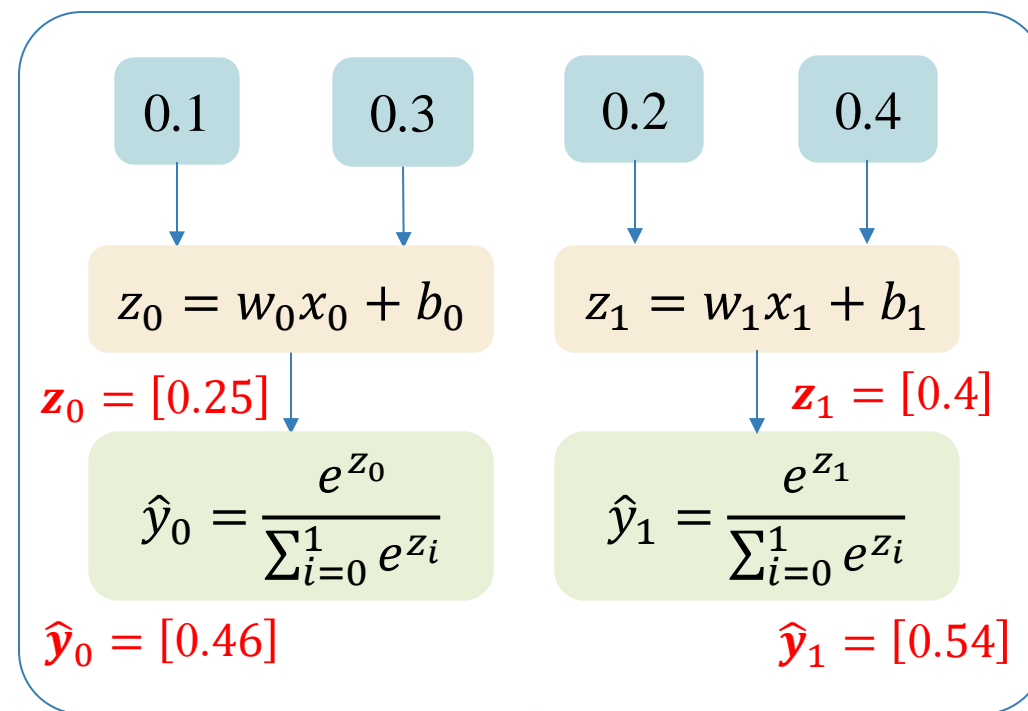 0.1 0.3 0.2 0.4
z₀ = w₀x₀ + b₀ z₁ = w₁x₁ + b₁
z₀ = [0.25] z₁ = [0.4]
ŷ₀ = e^{z₀} / ∑_{i=0}^{1} e^{z_i} ŷ₁ = e^{z₁} / ∑_{i=0}^{1} e^{z_i}
ŷ₀ = [0.46] ŷ₁ = [0.54]